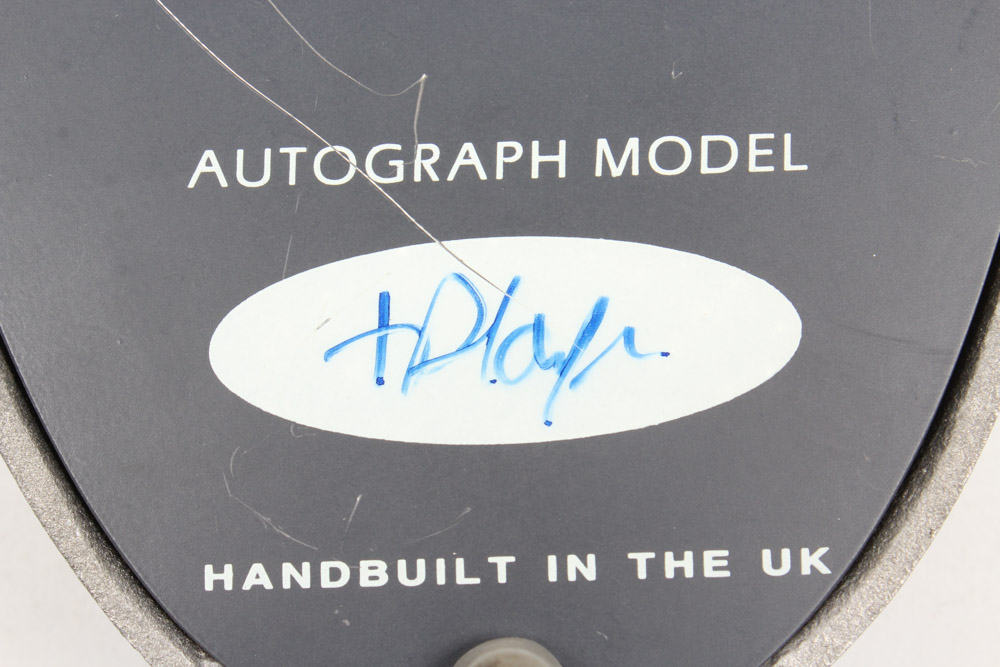 AUTOGRAPH MODEL
HANDBUILT IN THE UK